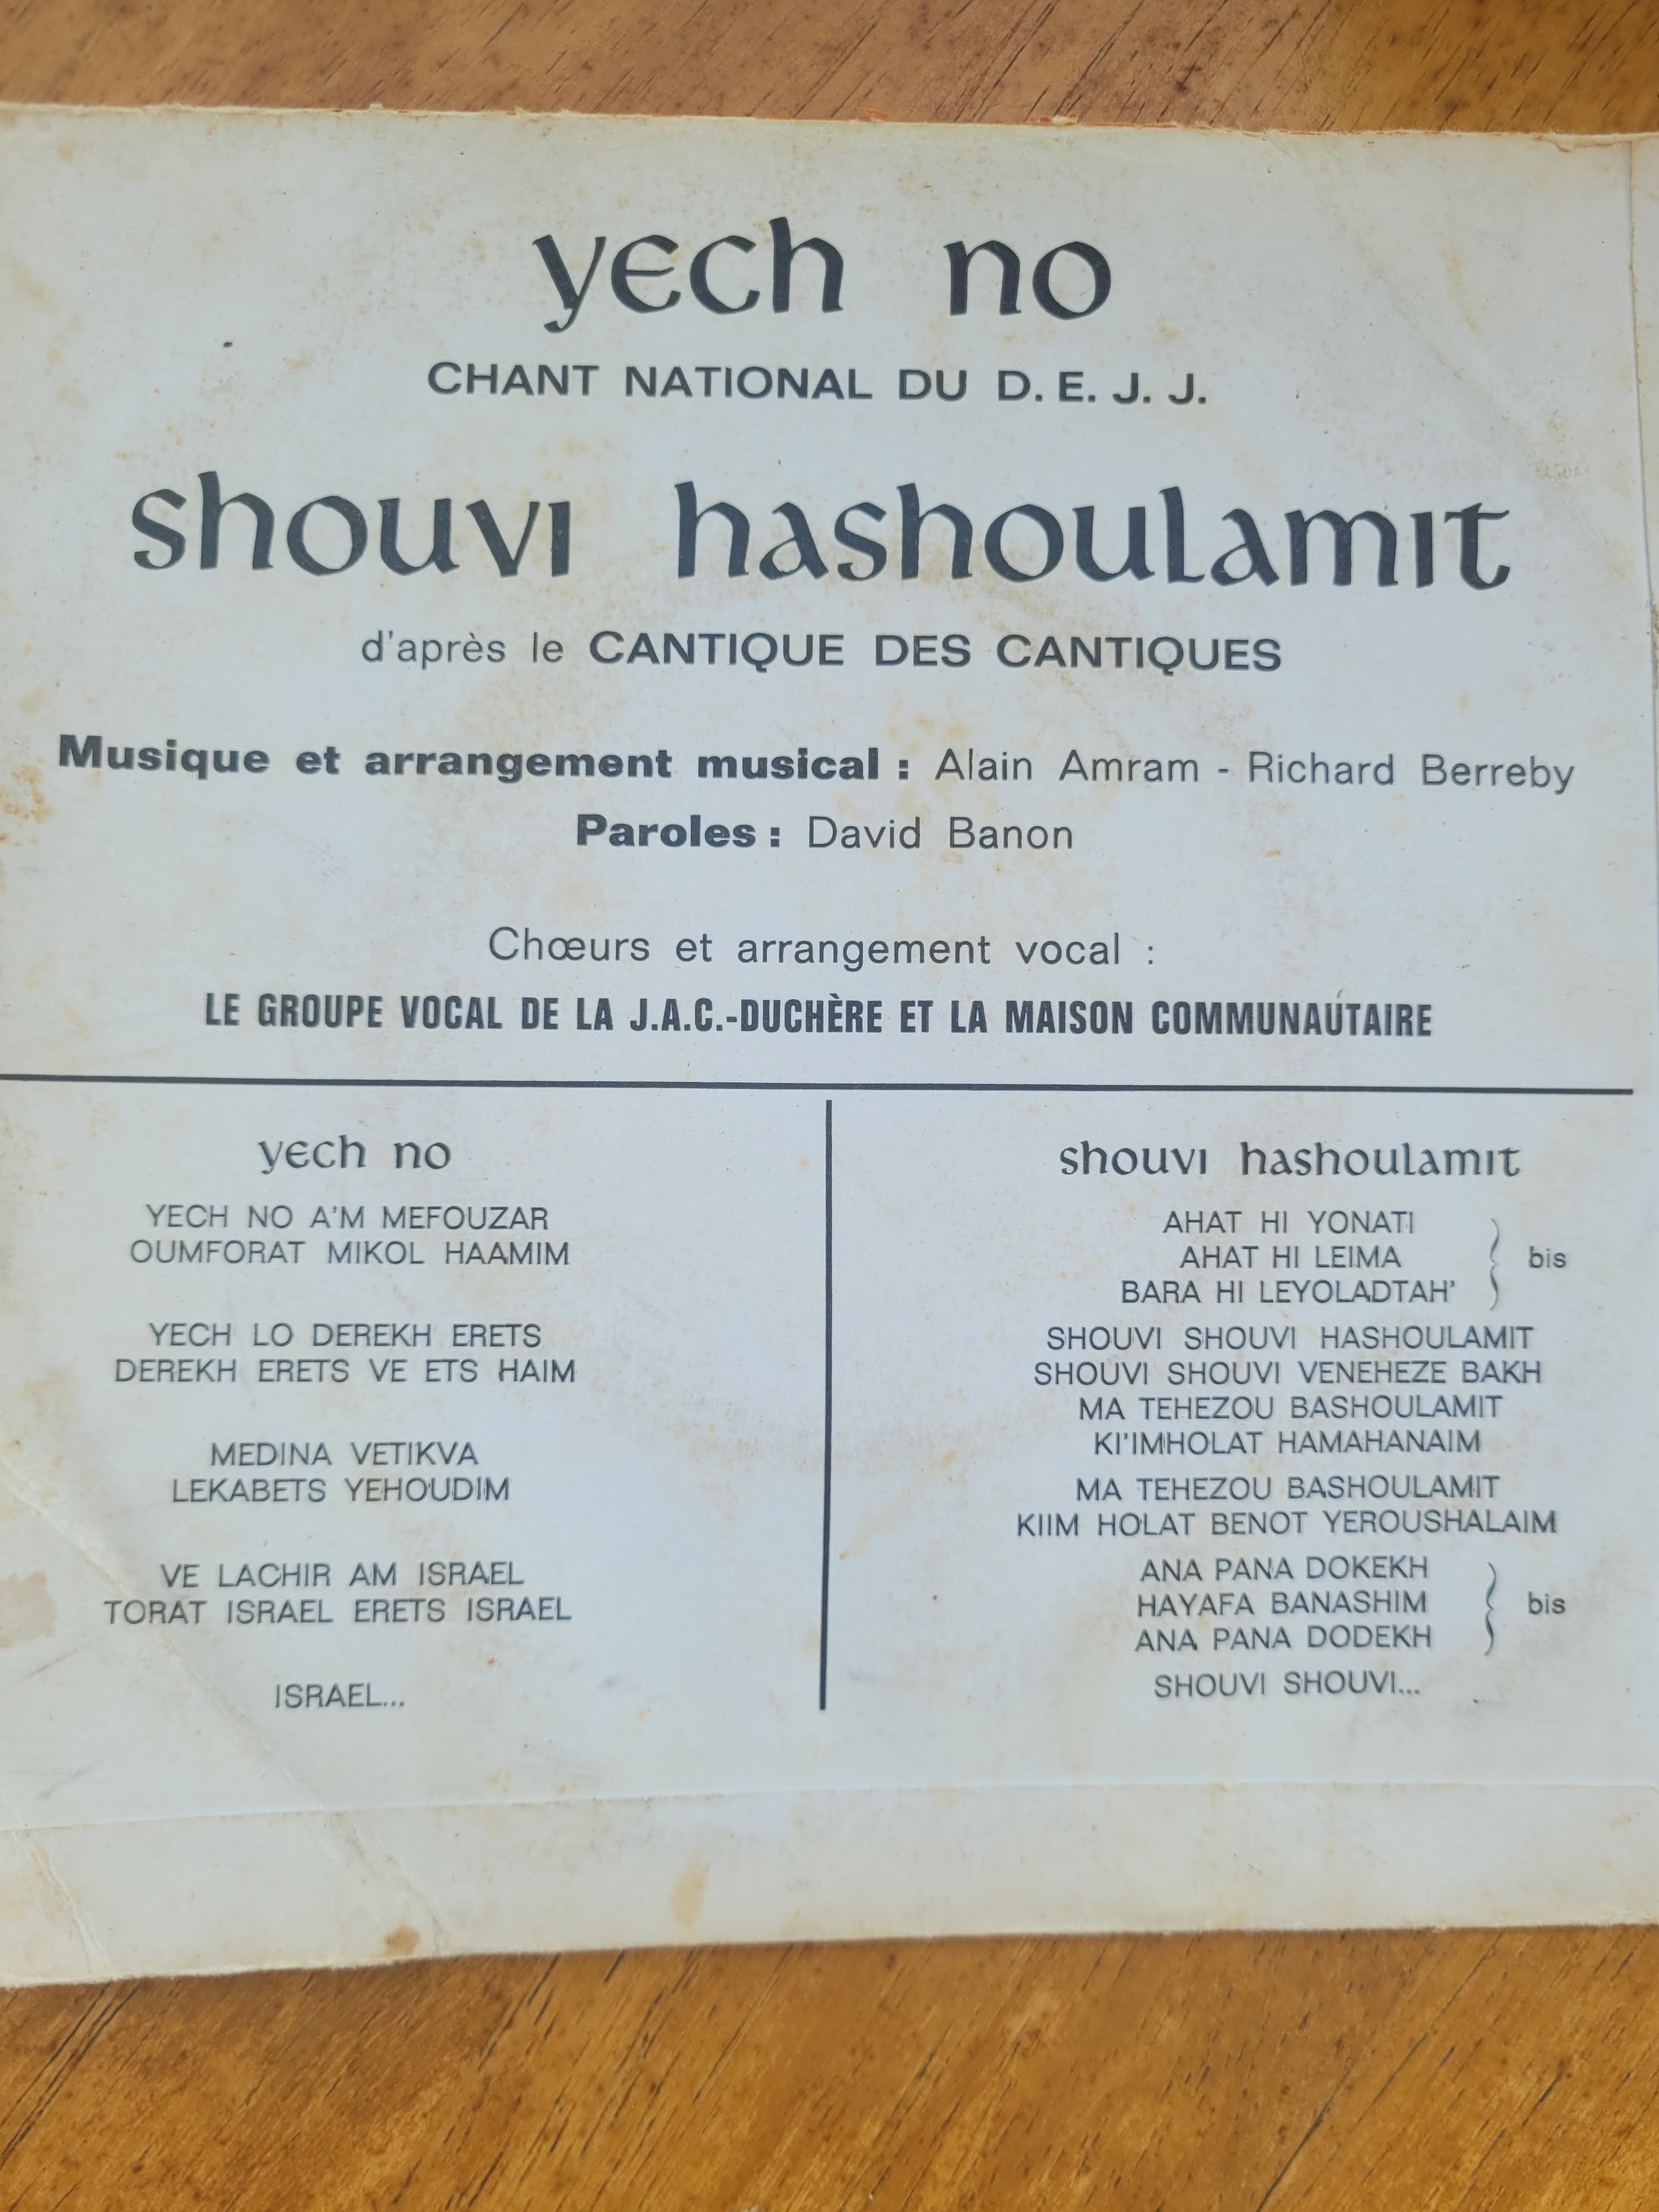 yech no
CHANT NATIONAL DU D. E. J. J.
shouvi hashoulamit
d'après le CANTIQUE DES CANTIQUES
Musique et arrangement musical : Alain Amram - Richard Berreby
Paroles : David Banon
Chœurs et arrangement vocal :
LE GROUPE VOCAL DE LA J.A.C.-DUCHÈRE ET LA MAISON COMMUNAUTAIRE
yech no
YECH NO A'M MEFOUZAR
OUMFORAT MIKOL HAAMIM
YECH LO DEREKH ERETS
DEREKH ERETS VE ETS HAIM
MEDINA VETIKVA
LEKABETS YEHOUDIM
VE LACHIR AM ISRAEL
TORAT ISRAEL ERETS ISRAEL
ISRAEL...
shouvi hashoulamit
AHAT HI YONATI
AHAT HI LEIMA
bis
BARA HI LEYOLADTAH'
SHOUVI SHOUVI HASHOULAMIT
SHOUVI SHOUVI VENEHEZE BAKH
MA TEHEZOU BASHOULAMIT
KI'IMHOLAT HAMAHANAIM
MA TEHEZOU BASHOULAMIT
KIIM HOLAT BENOT YEROUSHALAIM
ANA PANA DOKEKH
HAYAFA BANASHIM
bis
ANA PANA DODEKH
SHOUVI SHOUVI...